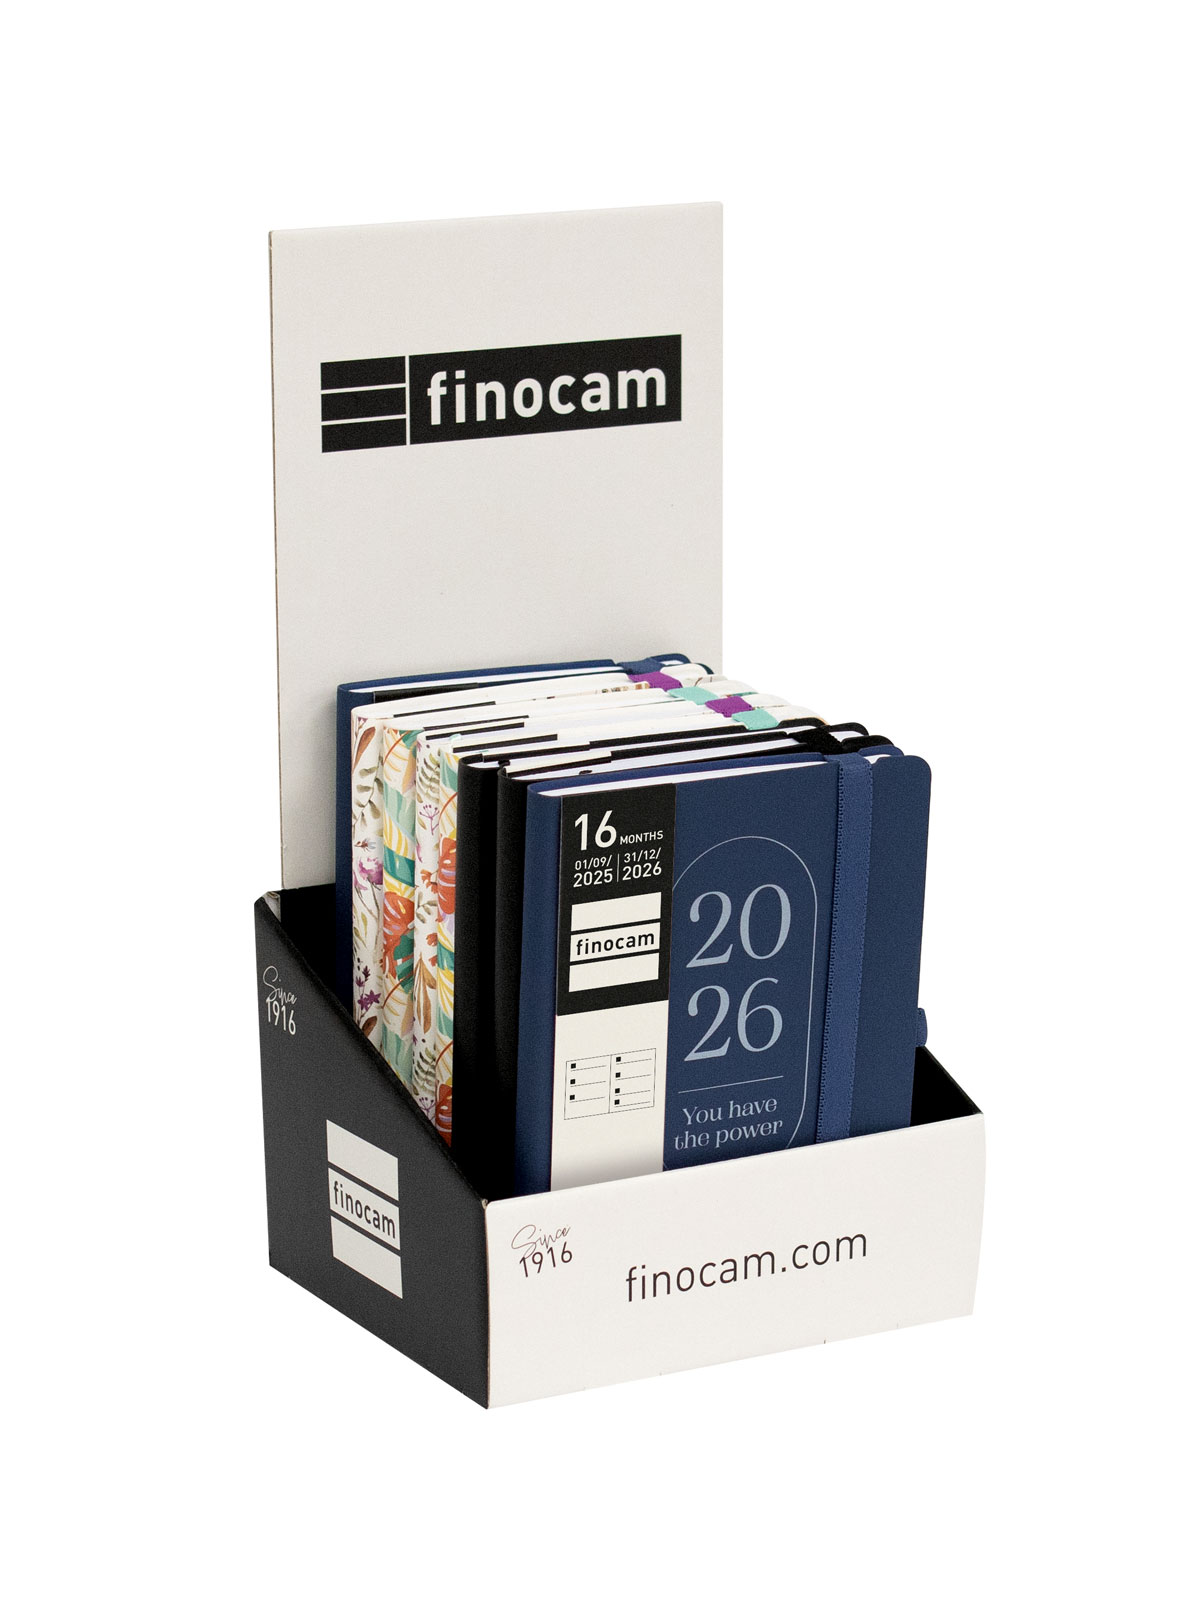 finocam
16 MONTHS
01/09/ 31/12/
2025 2026
finocam
20
26
You have
the power
Since
1916
finocam
Since
1916
finocam.com